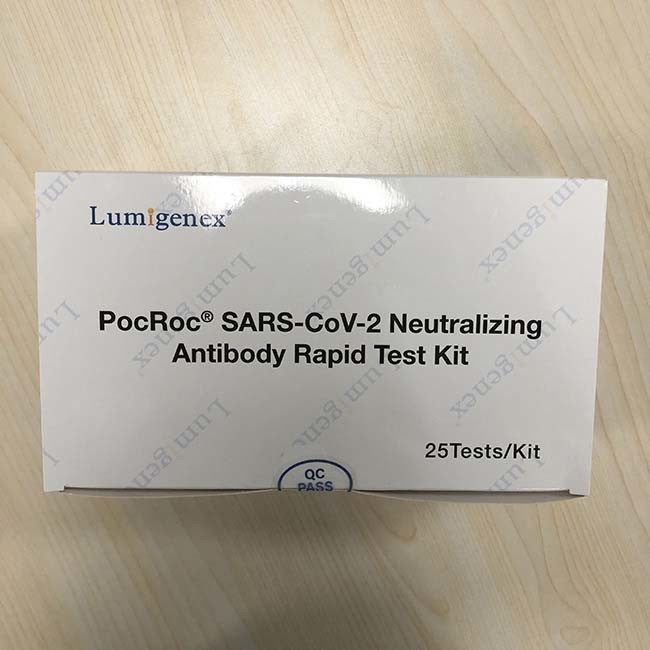 Lumigenex®
PocRoc® SARS-CoV-2 Neutralizing
Antibody Rapid Test Kit
25Tests/Kit
QC
PASS